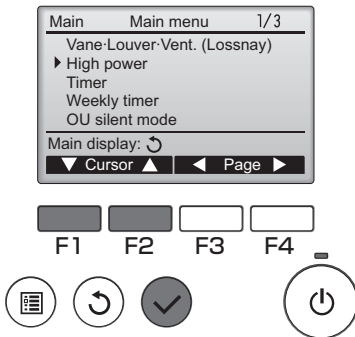 Main Main menu 1/3
Vane·Louver·Vent. (Lossnay)
High power
Timer
Weekly timer
OU silent mode
Main display:
Cursor Page
F1 F2 F3 F4